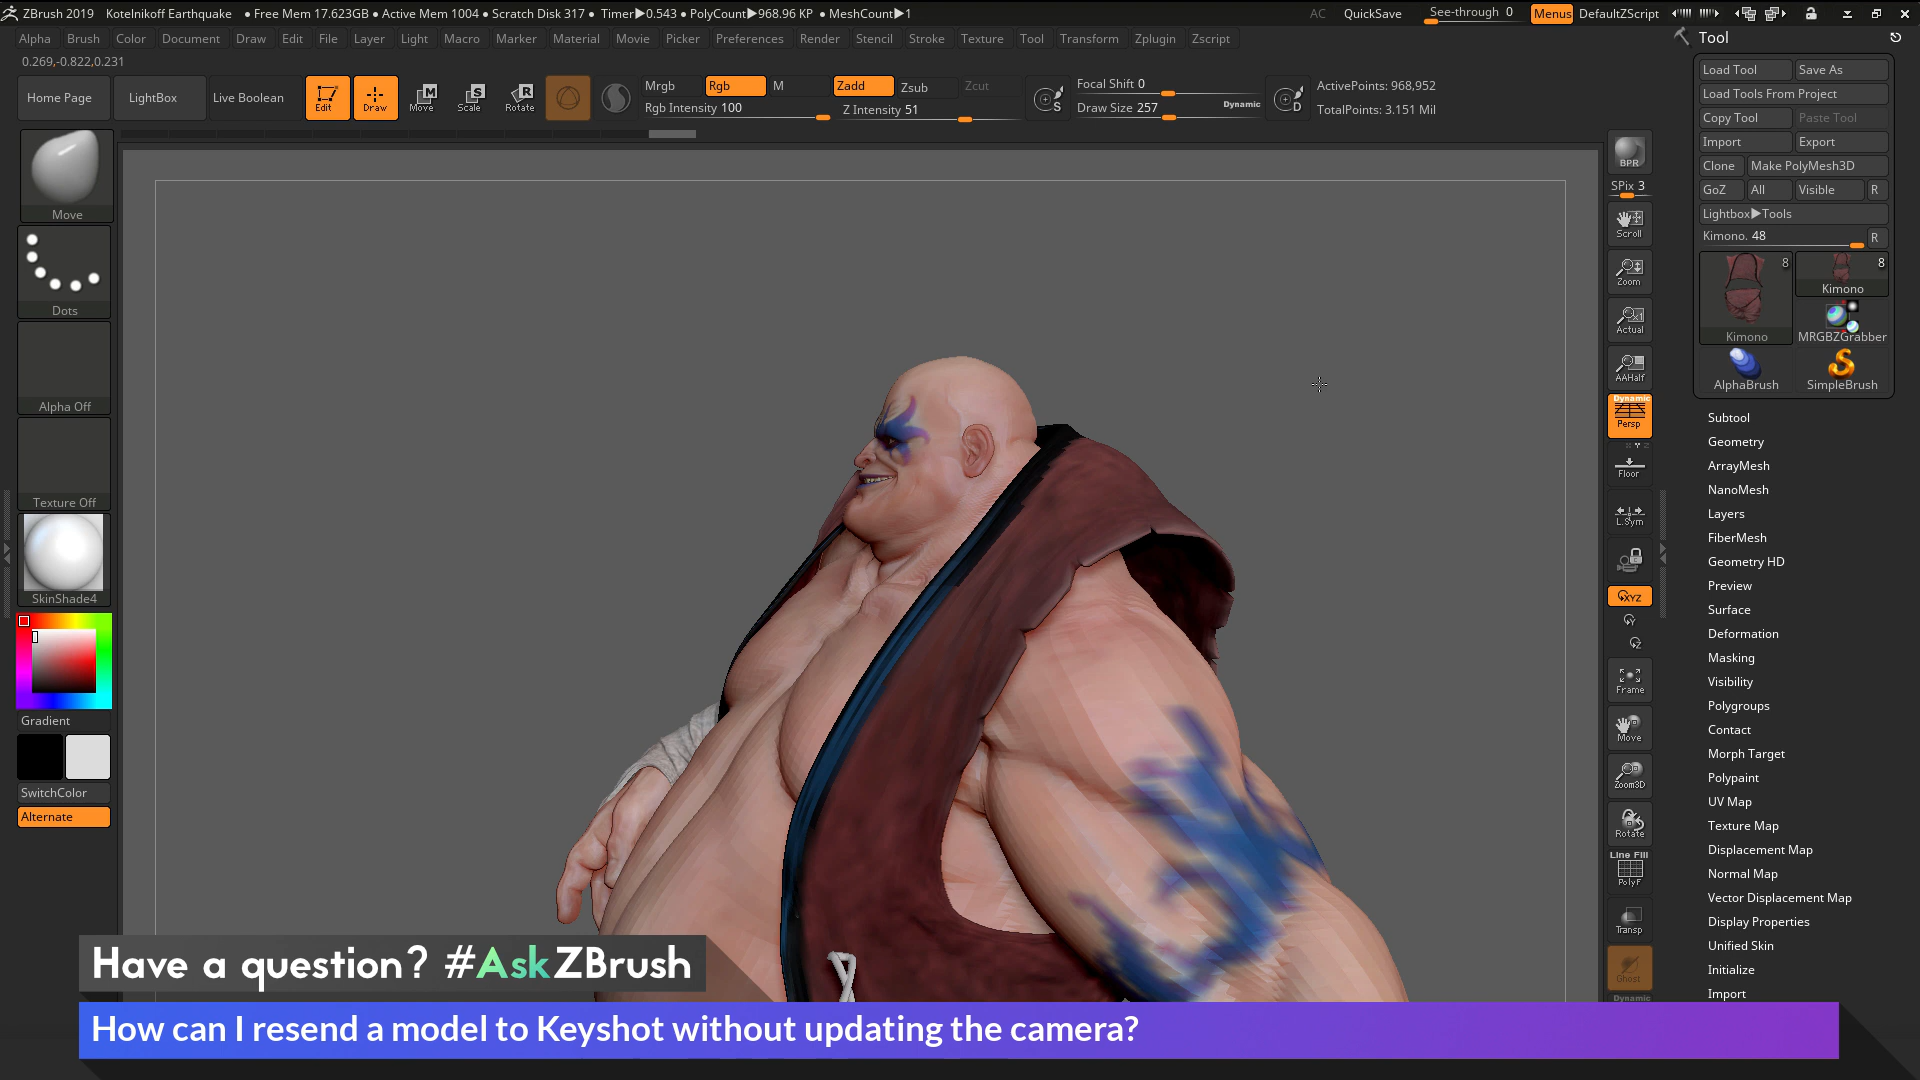 ZBrush 2019 Kotelnikoff Earthquake • Free Mem 17.623GB • Active Mem 1004 • Scratch Disk 317 • Timer▶0.543 • PolyCount▶968.96 KP • MeshCount▶1 AC QuickSave See-through 0 Menus DefaultZScript
Alpha Brush Color Document Draw Edit File Layer Light Macro Marker Material Movie Picker Preferences Render Stencil Stroke Texture Tool Transform Zplugin Zscript
Tool
0.269,-0.822,0.231
Home Page LightBox Live Boolean Edit Draw Move Scale Rotate
Mrgb Rgb M Zadd Zsub Zcut
Rgb Intensity 100 Z Intensity 51
S Focal Shift 0
Draw Size 257 Dynamic D
ActivePoints: 968,952
TotalPoints: 3.151 Mil
Move
Dots
Alpha Off
Texture Off
SkinShade4
Gradient
SwitchColor
Alternate
BPR
SPix 3
Scroll
Zoom
Actual
AAHalf
Dynamic
Persp
Floor
L.Sym
XYZ
Y
Z
Frame
Move
Zoom3D
Rotate
Line Fill
PolyF
Transp
Ghost
Dynamic
Load Tool Save As
Load Tools From Project
Copy Tool Paste Tool
Import Export
Clone Make PolyMesh3D
GoZ All Visible R
Lightbox▶Tools
Kimono. 48 R
8 8
Kimono
Kimono MRGBZGrabber
AlphaBrush SimpleBrush
Subtool
Geometry
ArrayMesh
NanoMesh
Layers
FiberMesh
Geometry HD
Preview
Surface
Deformation
Masking
Visibility
Polygroups
Contact
Morph Target
Polypaint
UV Map
Texture Map
Displacement Map
Normal Map
Vector Displacement Map
Display Properties
Unified Skin
Initialize
Import
Have a question? #AskZBrush
How can I resend a model to Keyshot without updating the camera?